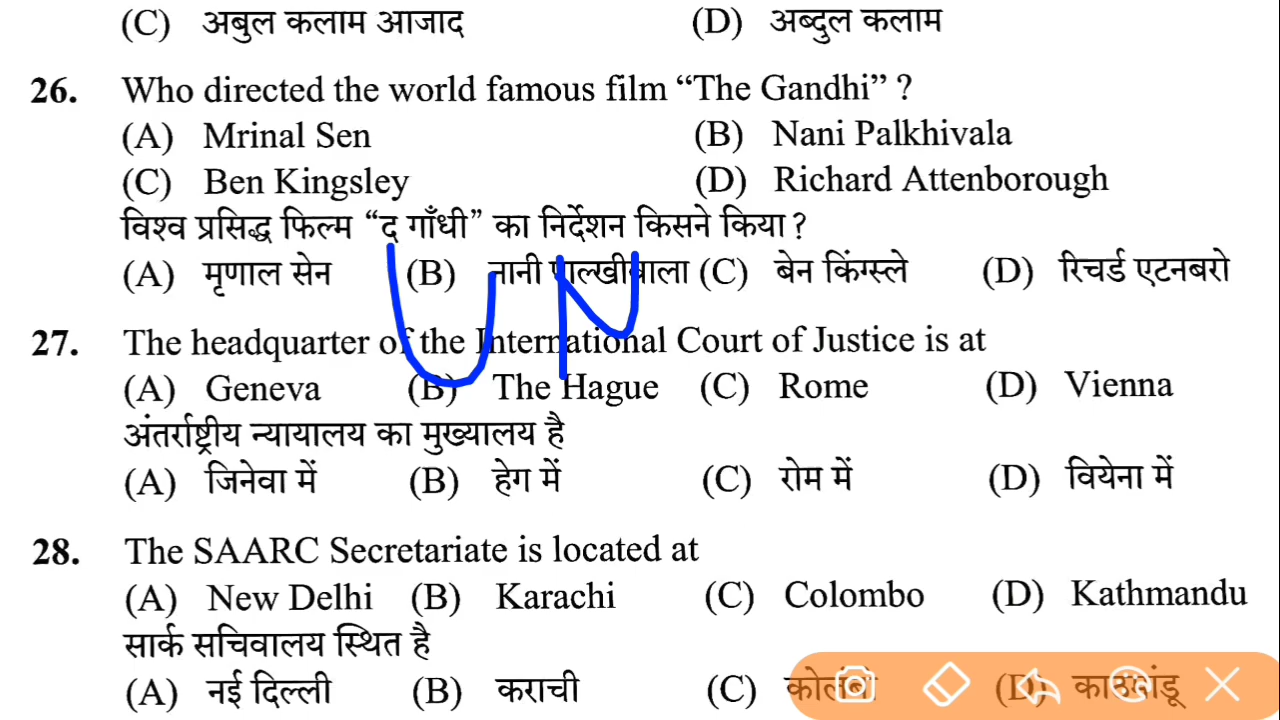 (C) अबुल कलाम आजाद (D) अब्दुल कलाम
26. Who directed the world famous film “The Gandhi” ?
(A) Mrinal Sen (B) Nani Palkhivala
(C) Ben Kingsley (D) Richard Attenborough
विश्व प्रसिद्ध फिल्म “द गाँधी” का निर्देशन किसने किया ?
(A) मृणाल सेन (B) नानी पाल्खीवाला (C) बेन किंग्स्ले (D) रिचर्ड एटनबरो
UN
27. The headquarter of the International Court of Justice is at
(A) Geneva (B) The Hague (C) Rome (D) Vienna
अंतर्राष्ट्रीय न्यायालय का मुख्यालय है
(A) जिनेवा में (B) हेग में (C) रोम में (D) वियेना में
28. The SAARC Secretariate is located at
(A) New Delhi (B) Karachi (C) Colombo (D) Kathmandu
सार्क सचिवालय स्थित है
(A) नई दिल्ली (B) कराची (C) (D)